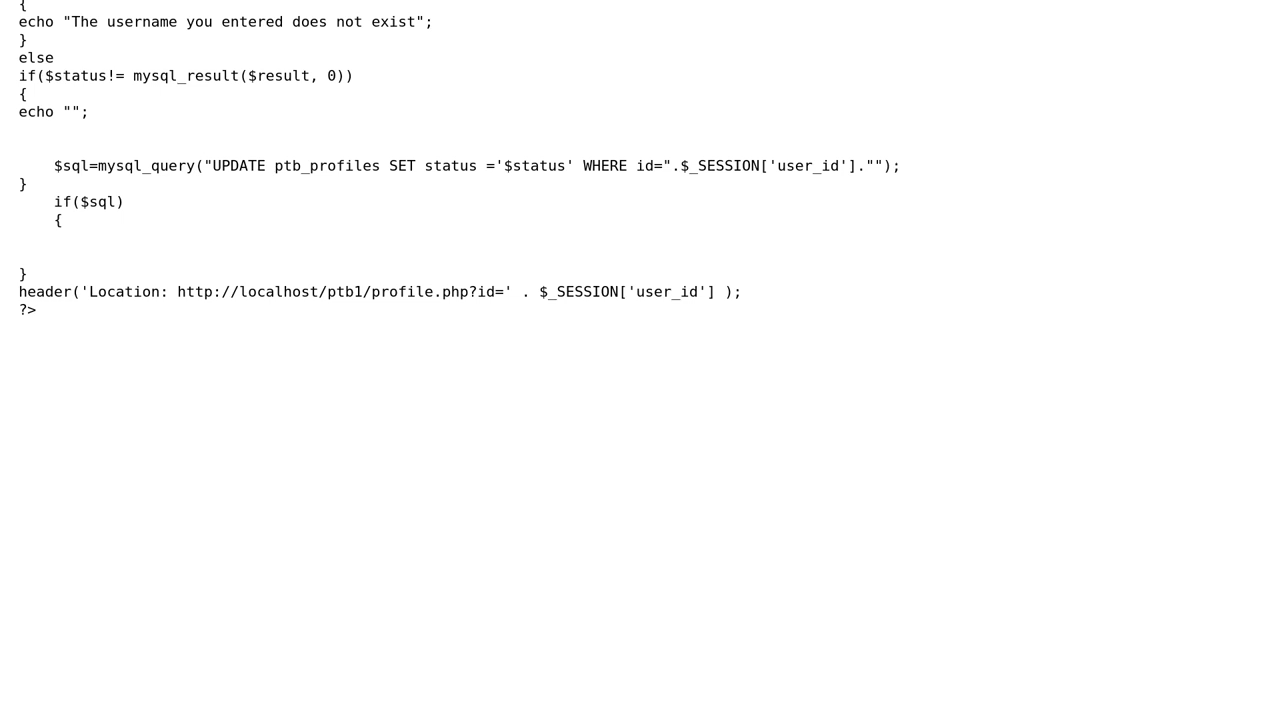 {
echo "The username you entered does not exist";
}
else
if($status!= mysql_result($result, 0))
{
echo "";
    $sql=mysql_query("UPDATE ptb_profiles SET status ='$status' WHERE id=".$_SESSION['user_id']."");
}
    if($sql)
    {
}
header('Location: http://localhost/ptb1/profile.php?id=' . $_SESSION['user_id'] );
?>